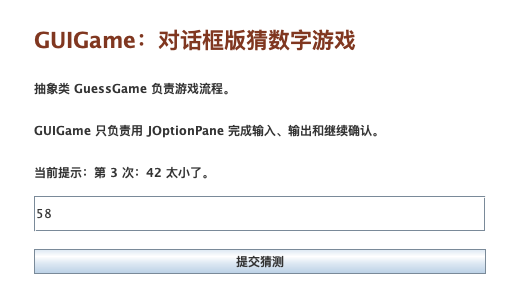 GUIGame：对话框版猜数字游戏
抽象类 GuessGame 负责游戏流程。
GUIGame 只负责用 JOptionPane 完成输入、输出和继续确认。
当前提示：第 3 次：42 太小了。
58
提交猜测